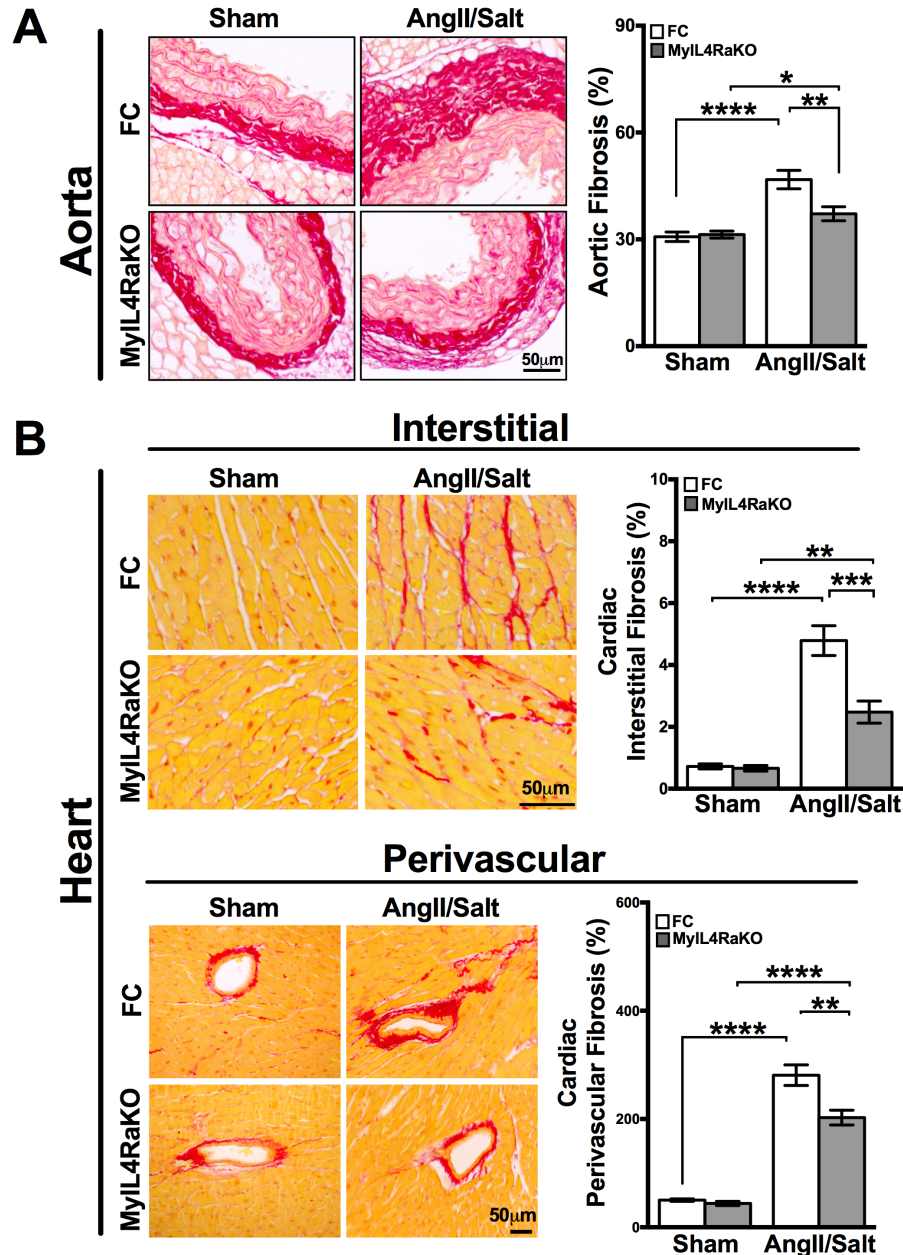 A
Aorta
Sham
AngII/Salt
FC
MyIL4RaKO
50μm
90
60
30
0
Aortic Fibrosis (%)
FC
MyIL4RaKO
****
**
*
Sham
AngII/Salt
B
Heart
Interstitial
Sham
AngII/Salt
FC
MyIL4RaKO
50μm
10
8
6
4
2
0
Cardiac
Interstitial Fibrosis (%)
FC
MyIL4RaKO
**
****
***
Sham
AngII/Salt
Perivascular
Sham
AngII/Salt
FC
MyIL4RaKO
50μm
600
400
200
0
Cardiac
Perivascular Fibrosis (%)
FC
MyIL4RaKO
****
**
****
Sham
AngII/Salt